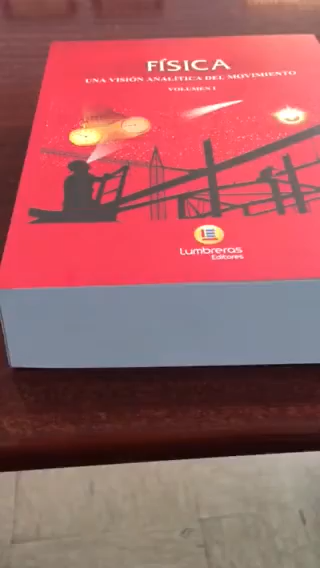 FÍSICA
UNA VISIÓN ANALÍTICA DEL MOVIMIENTO
VOLUMEN I
Lumbreras
Editores